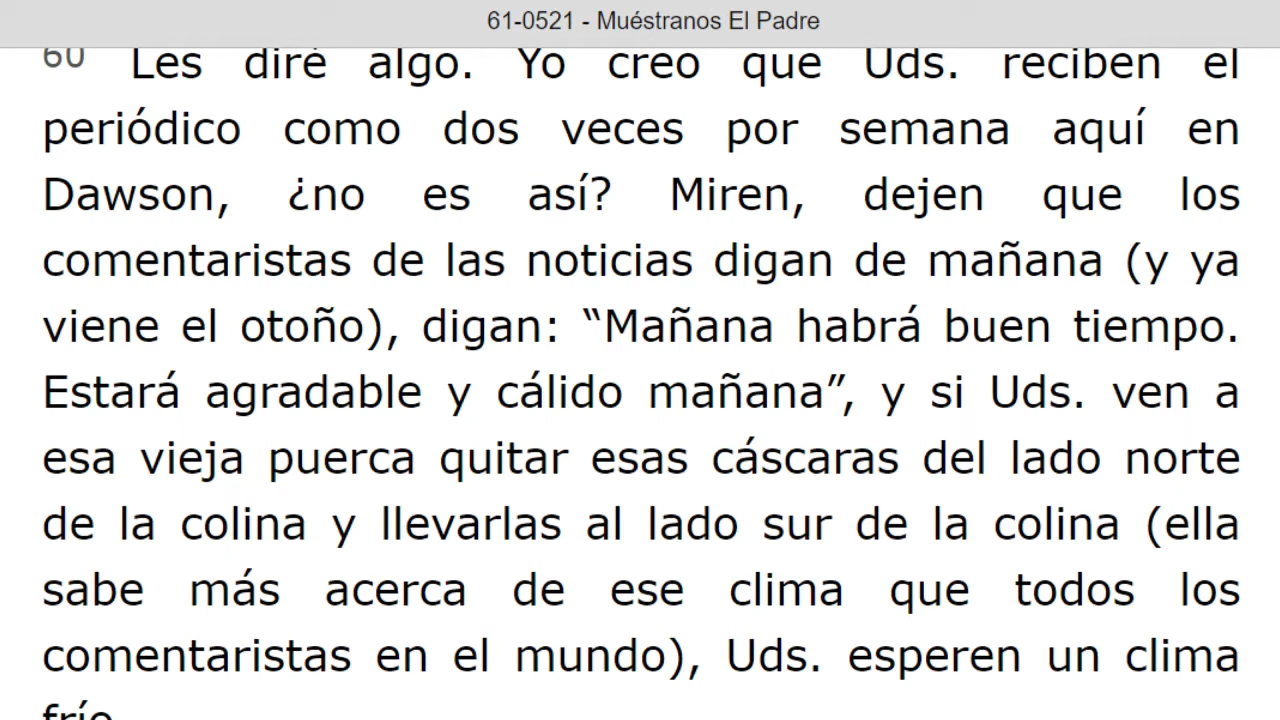 61-0521 - Muéstranos El Padre
60 Les diré algo. Yo creo que Uds. reciben el
periódico como dos veces por semana aquí en
Dawson, ¿no es así? Miren, dejen que los
comentaristas de las noticias digan de mañana (y ya
viene el otoño), digan: “Mañana habrá buen tiempo.
Estará agradable y cálido mañana”, y si Uds. ven a
esa vieja puerca quitar esas cáscaras del lado norte
de la colina y llevarlas al lado sur de la colina (ella
sabe más acerca de ese clima que todos los
comentaristas en el mundo), Uds. esperen un clima
frío